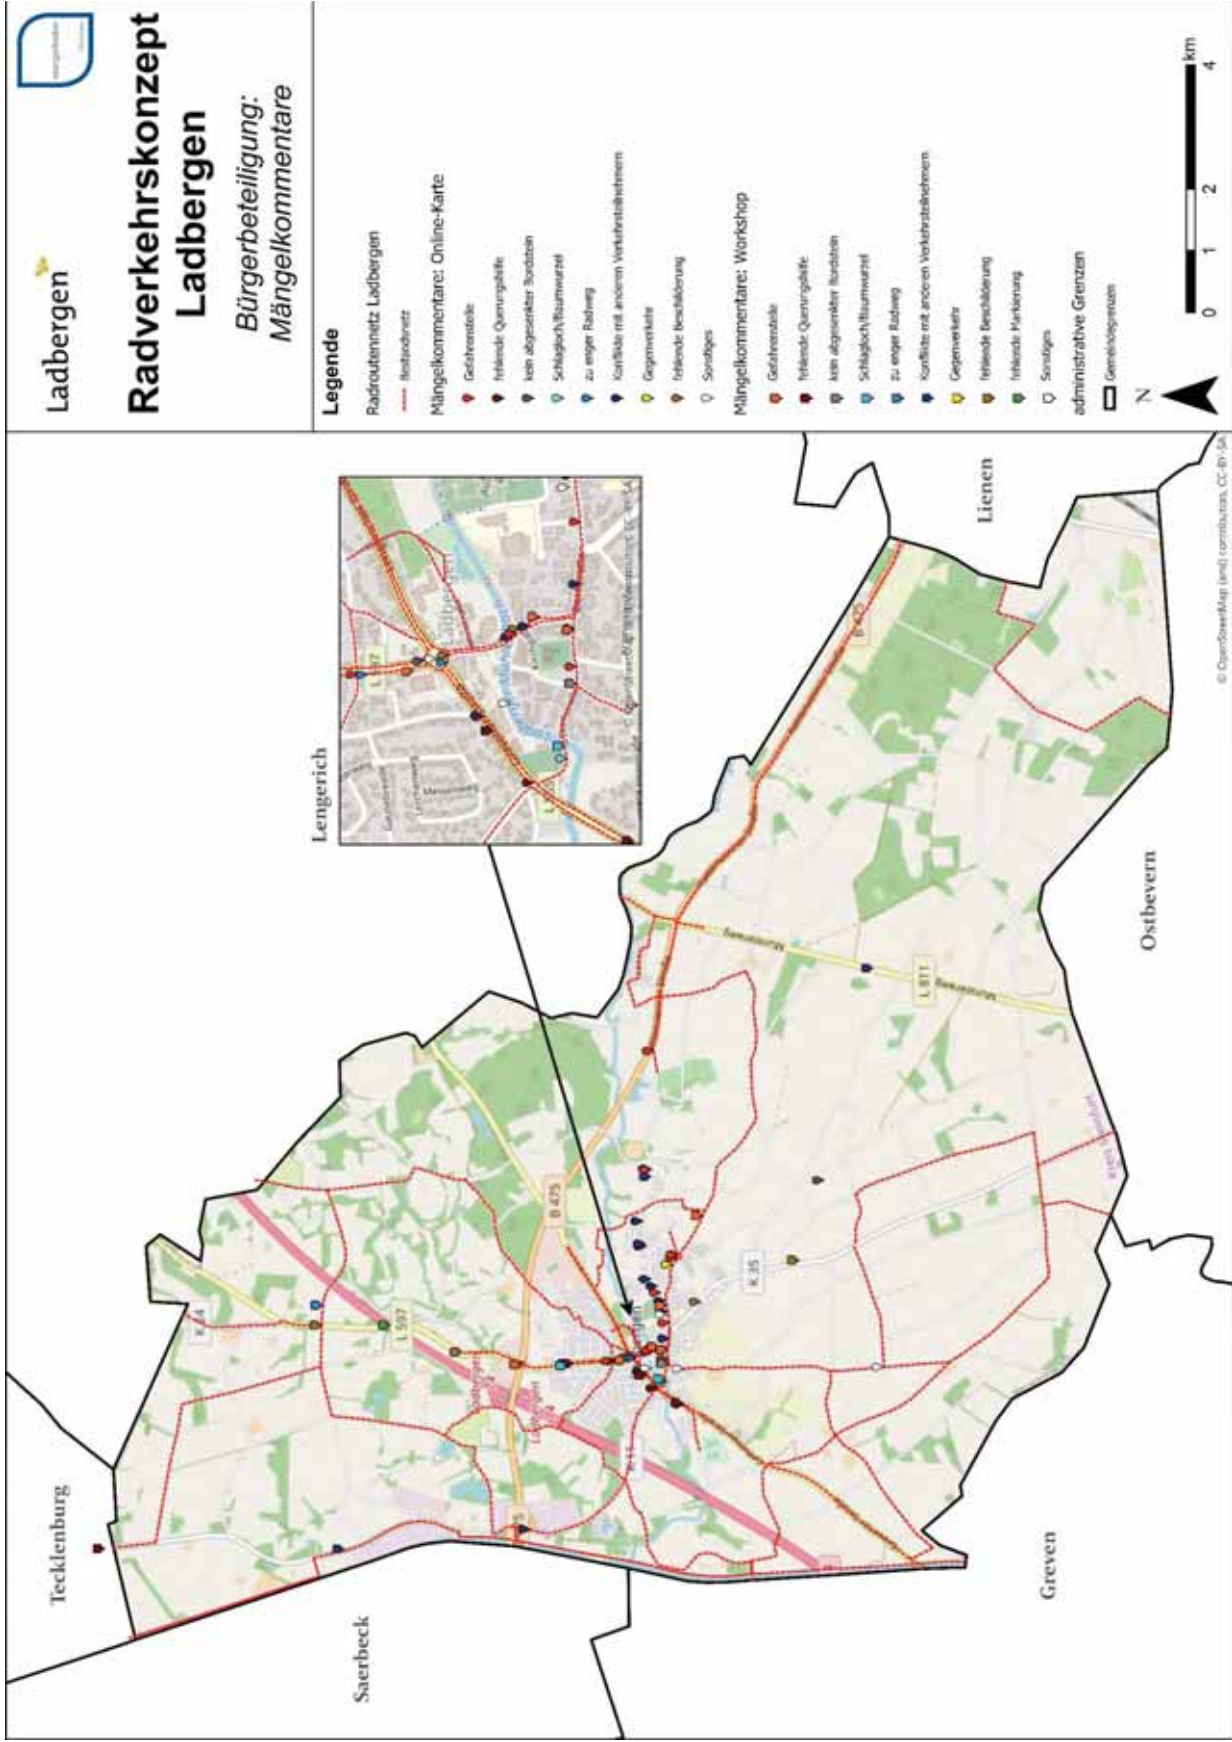 Ladbergen
Radverkehrskonzept
Ladbergen
Bürgerbeteiligung:
Mängelkommentare
Legende
Radroutennetz Ladbergen
Bestandsnetz
Mängelkommentare: Online-Karte
Gefahrenstelle
fehlende Querungshilfe
kein abgesenkter Bordstein
Schlagloch/Baumwurzel
zu enger Radweg
Konflikte mit anderen Verkehrsteilnehmern
Gegenverkehr
fehlende Beschilderung
Sonstiges
Mängelkommentare: Workshop
Gefahrenstelle
fehlende Querungshilfe
kein abgesenkter Bordstein
Schlagloch/Baumwurzel
zu enger Radweg
Konflikte mit anderen Verkehrsteilnehmern
Gegenverkehr
fehlende Beschilderung
fehlende Markierung
Sonstiges
administrative Grenzen
Gemeindegrenzen
N
0 1 2 4 km
Tecklenburg
Lengerich
Lienen
Saerbeck
Greven
Ostbevern
Ladbergen
Meisenweg
L 597
B 475
B 475
K 35
L 811
© OpenStreetMap (and) contributors, CC-BY-SA